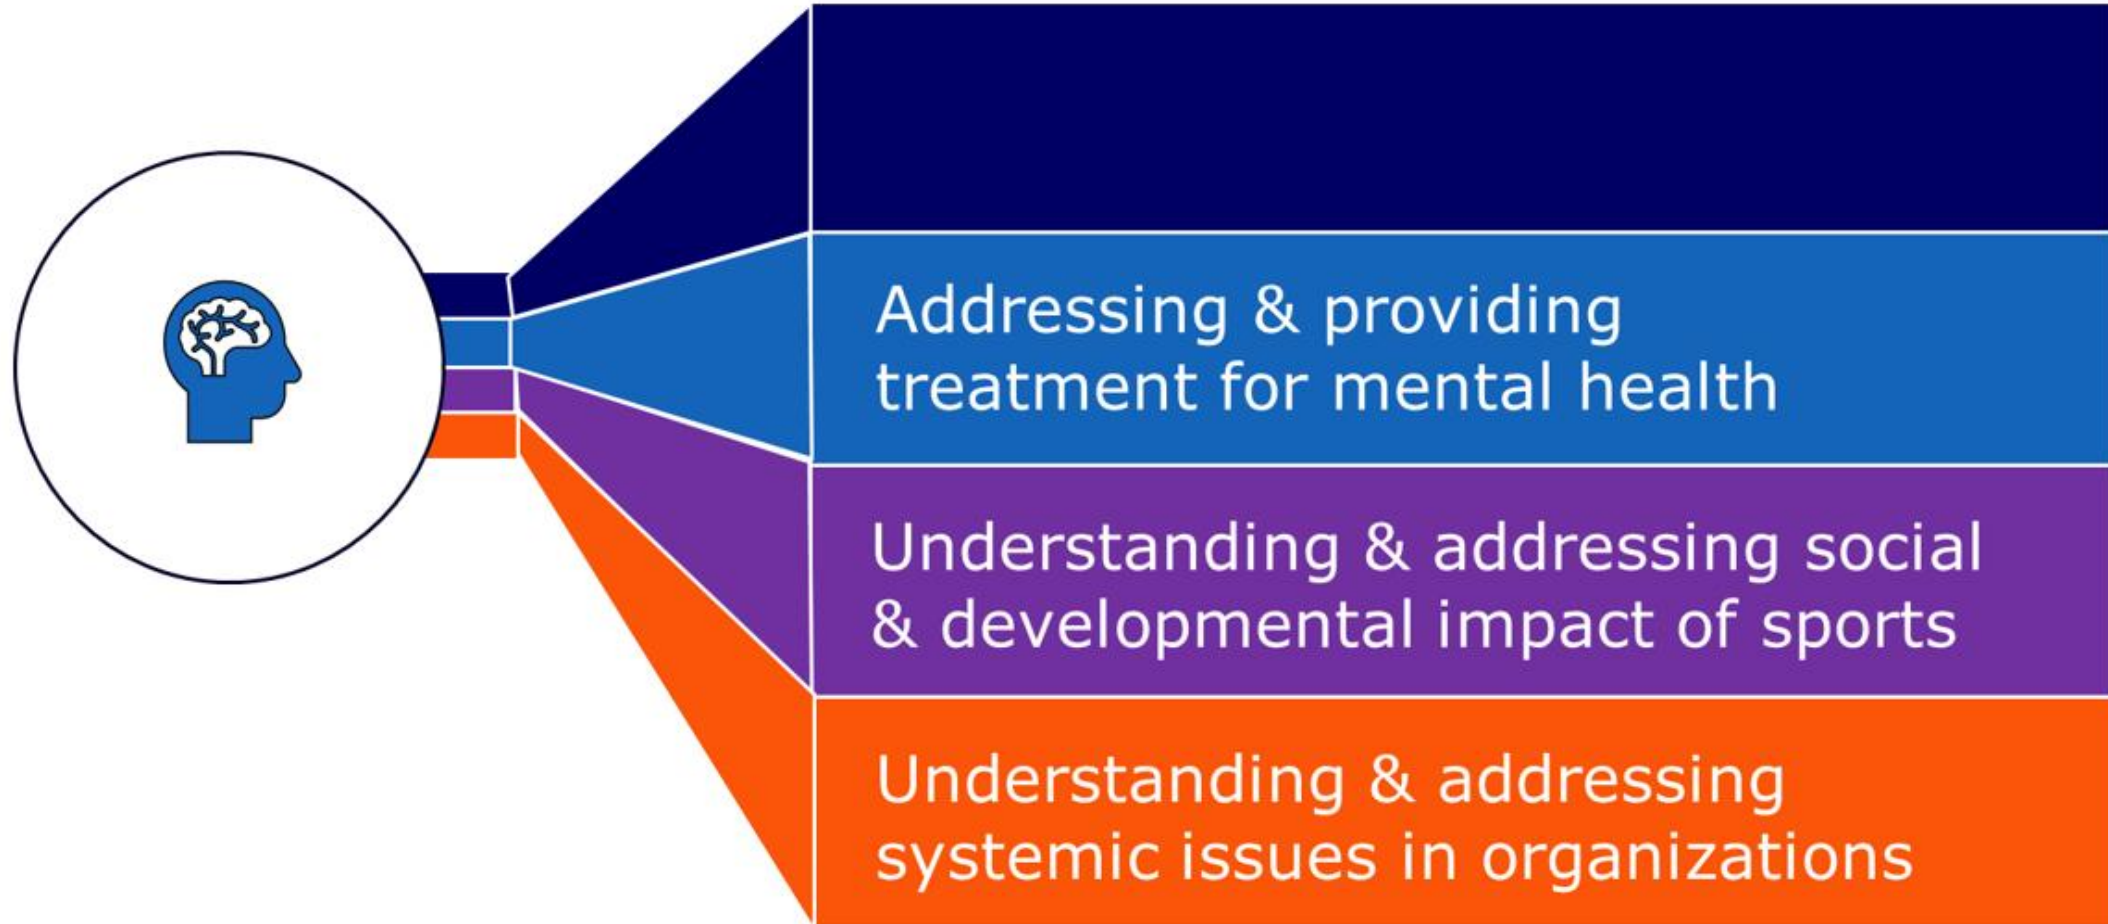 Addressing & providing
treatment for mental health
Understanding & addressing social
& developmental impact of sports
Understanding & addressing
systemic issues in organizations